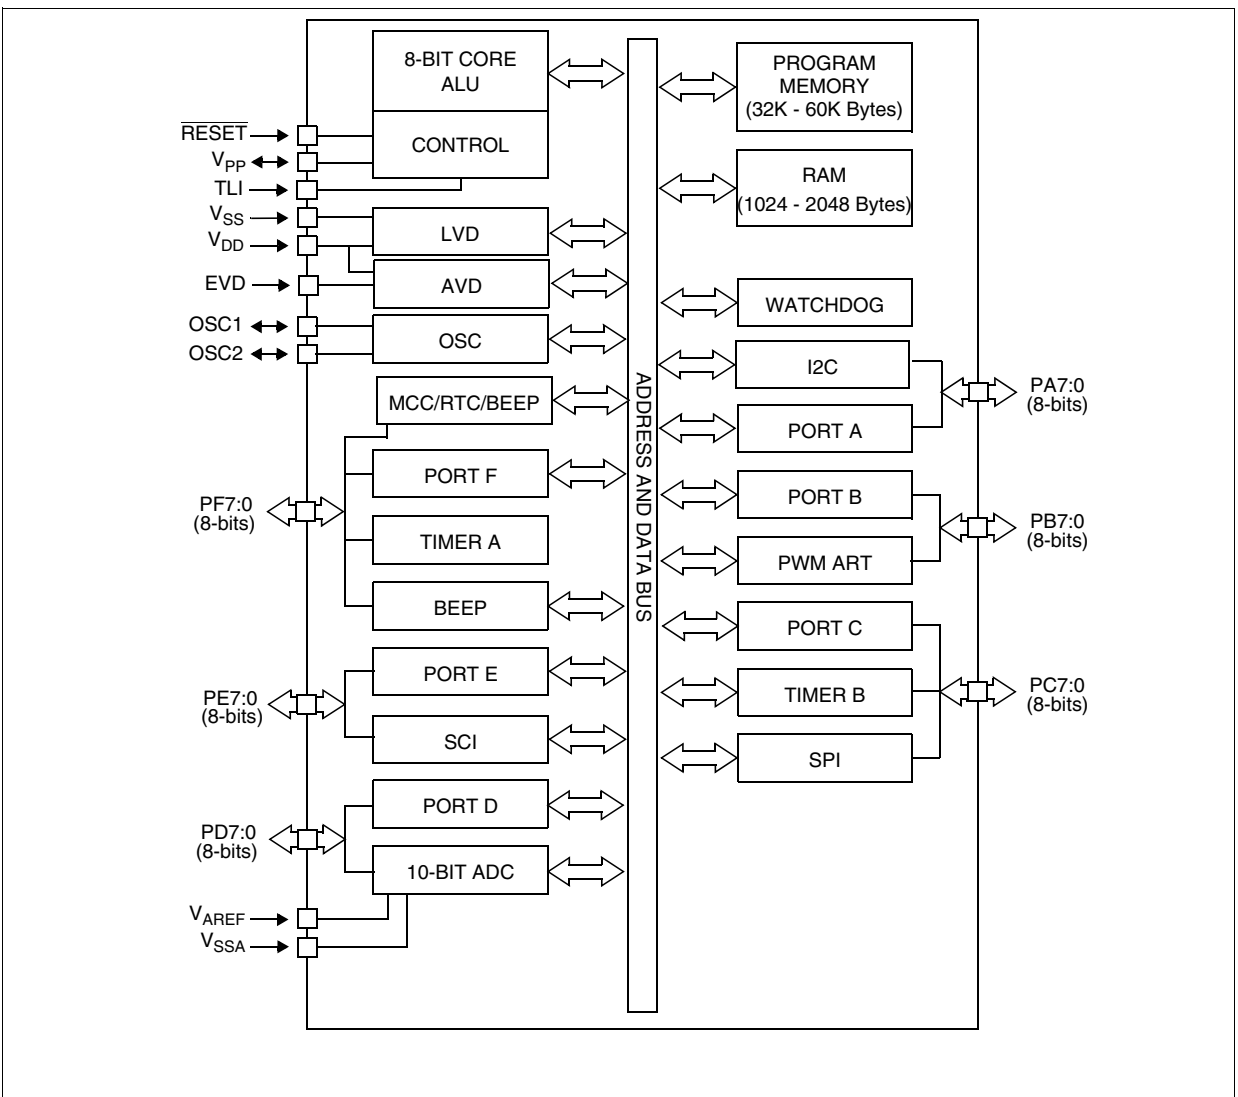 8-BIT CORE
ALU
CONTROL
RESET
VPP
TLI
VSS
VDD
EVD
OSC1
OSC2
LVD
AVD
OSC
MCC/RTC/BEEP
PORT F
TIMER A
BEEP
PF7:0
(8-bits)
PORT E
SCI
PE7:0
(8-bits)
PORT D
10-BIT ADC
PD7:0
(8-bits)
VAREF
VSSA
ADDRESS AND DATA BUS
PROGRAM
MEMORY
(32K - 60K Bytes)
RAM
(1024 - 2048 Bytes)
WATCHDOG
I2C
PORT A
PA7:0
(8-bits)
PORT B
PWM ART
PB7:0
(8-bits)
PORT C
TIMER B
SPI
PC7:0
(8-bits)